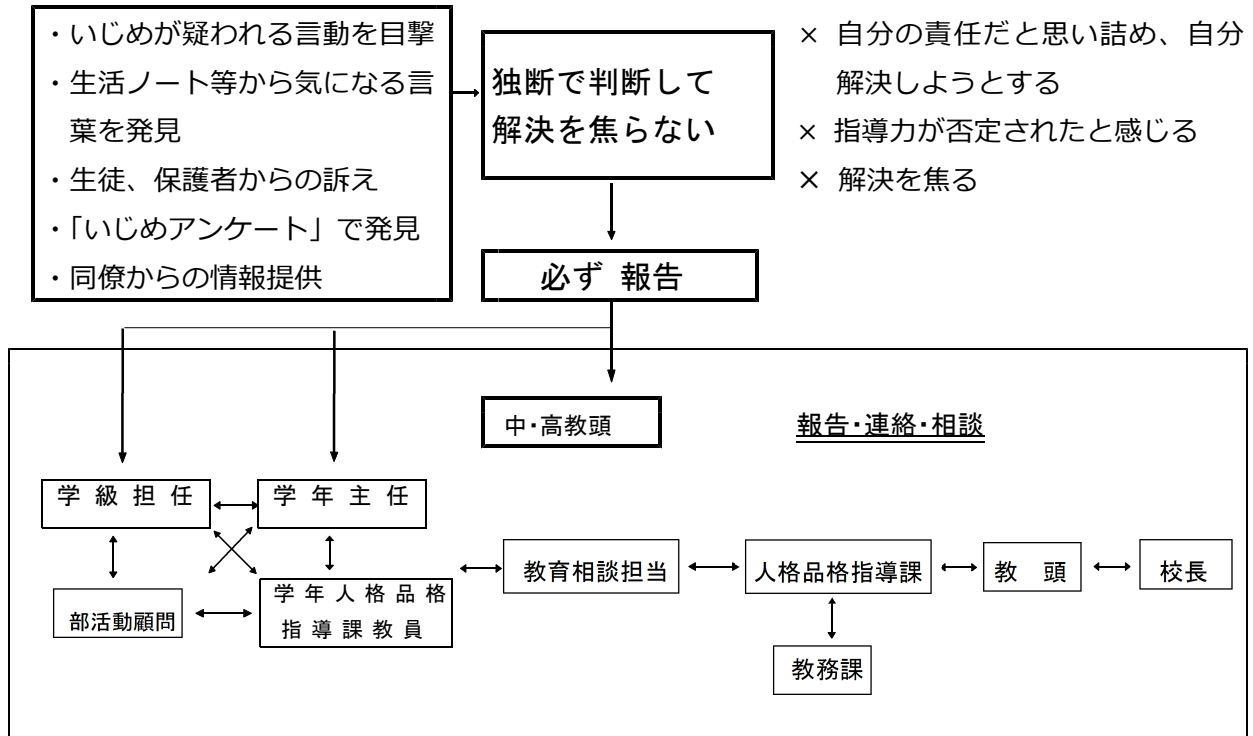 ・いじめが疑われる言動を目撃
・生活ノート等から気になる言
葉を発見
・生徒、保護者からの訴え
・「いじめアンケート」で発見
・同僚からの情報提供
独断で判断して
解決を焦らない
× 自分の責任だと思い詰め、自分
解決しようとする
× 指導力が否定されたと感じる
× 解決を焦る
必ず 報告
中・高教頭
報告・連絡・相談
学 級 担 任
学 年 主 任
部活動顧問
学 年 人 格 品 格
指 導 課 教 員
教育相談担当
人格品格指導課
教 頭
校長
教務課